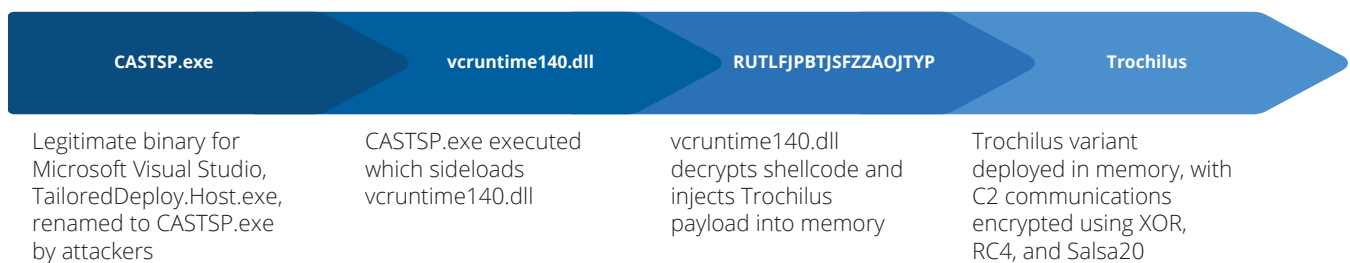 CASTSP.exe
vcruntime140.dll
RUTLFJPBTJSFZZAOJTYP
Trochilus
Legitimate binary for
Microsoft Visual Studio,
TailoredDeploy.Host.exe,
renamed to CASTSP.exe
by attackers
CASTSP.exe executed
which sideloads
vcruntime140.dll
vcruntime140.dll
decrypts shellcode and
injects Trochilus
payload into memory
Trochilus variant
deployed in memory, with
C2 communications
encrypted using XOR,
RC4, and Salsa20